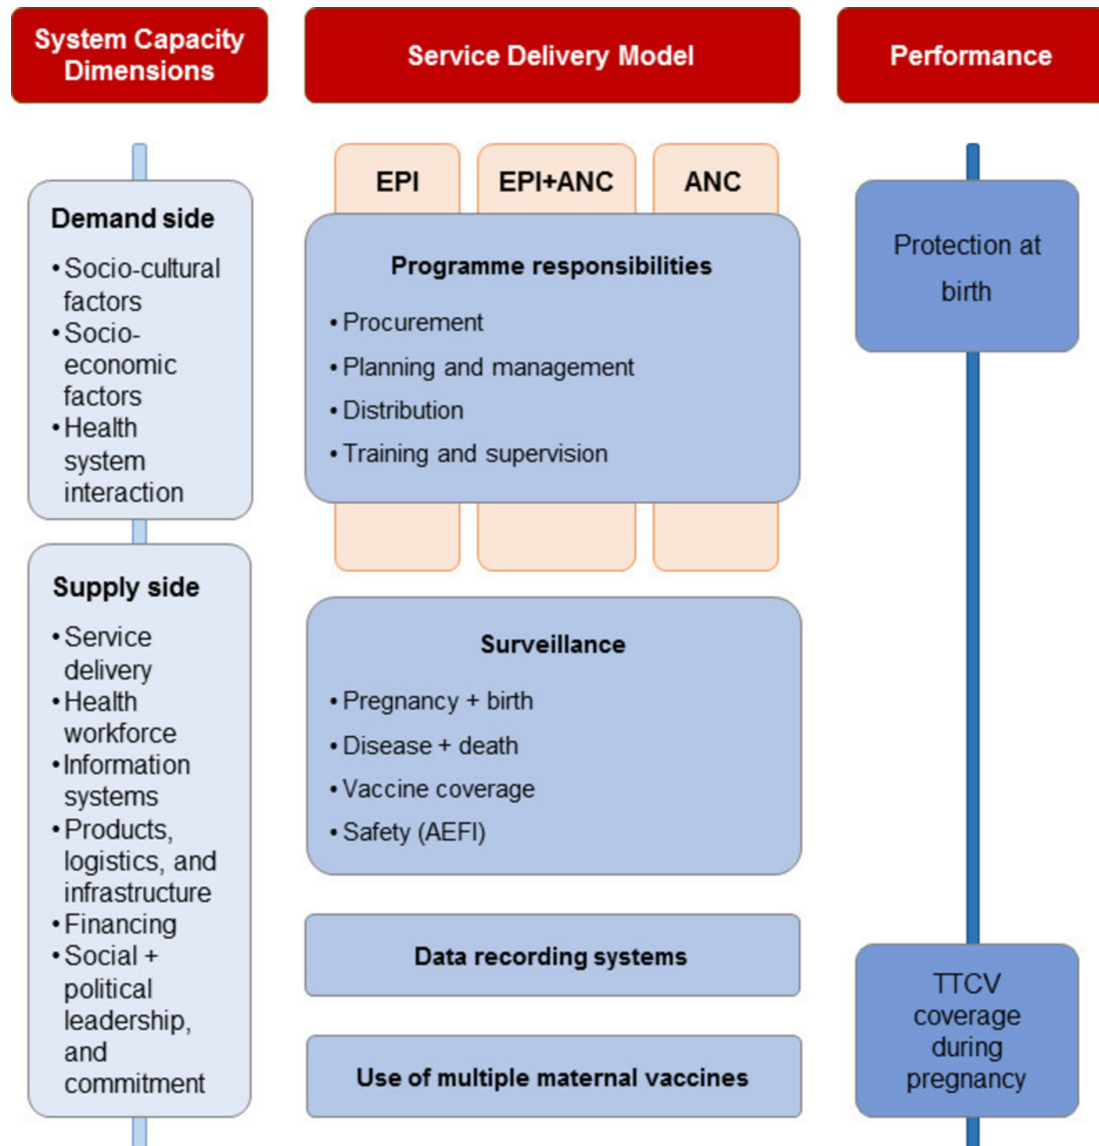 System Capacity
Dimensions
Service Delivery Model
Performance
Demand side
•Socio-cultural
factors
•Socio-
economic
factors
•Health
system
interaction
Supply side
•Service
delivery
•Health
workforce
•Information
systems
•Products,
logistics, and
infrastructure
•Financing
•Social +
political
leadership,
and
commitment
EPI
EPI+ANC
ANC
Programme responsibilities
•Procurement
•Planning and management
•Distribution
•Training and supervision
Surveillance
•Pregnancy + birth
•Disease + death
•Vaccine coverage
•Safety (AEFI)
Data recording systems
Use of multiple maternal vaccines
Protection at
birth
TTCV
coverage
during
pregnancy